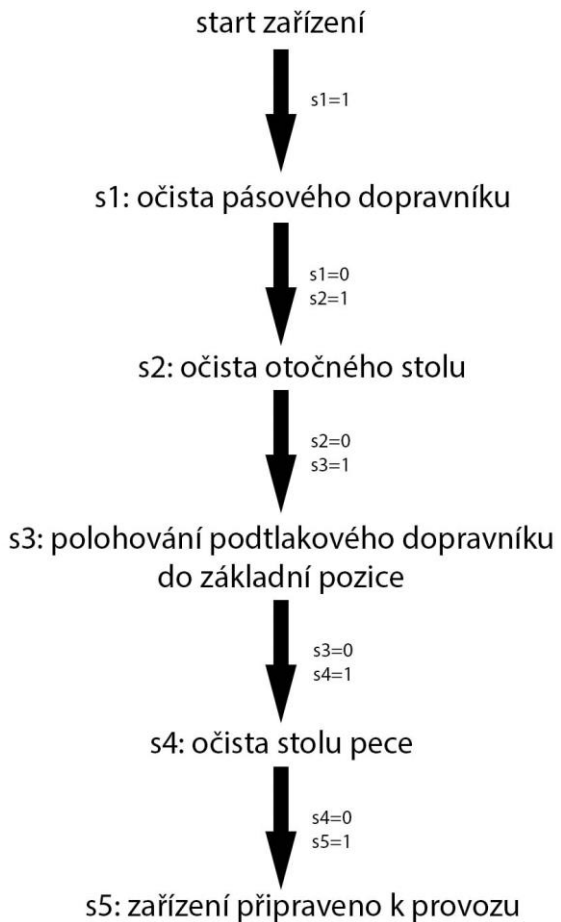 start zařízení
s1=1
s1: očista pásového dopravníku
s1=0
s2=1
s2: očista otočného stolu
s2=0
s3=1
s3: polohování podtlakového dopravníku
do základní pozice
s3=0
s4=1
s4: očista stolu pece
s4=0
s5=1
s5: zařízení připraveno k provozu